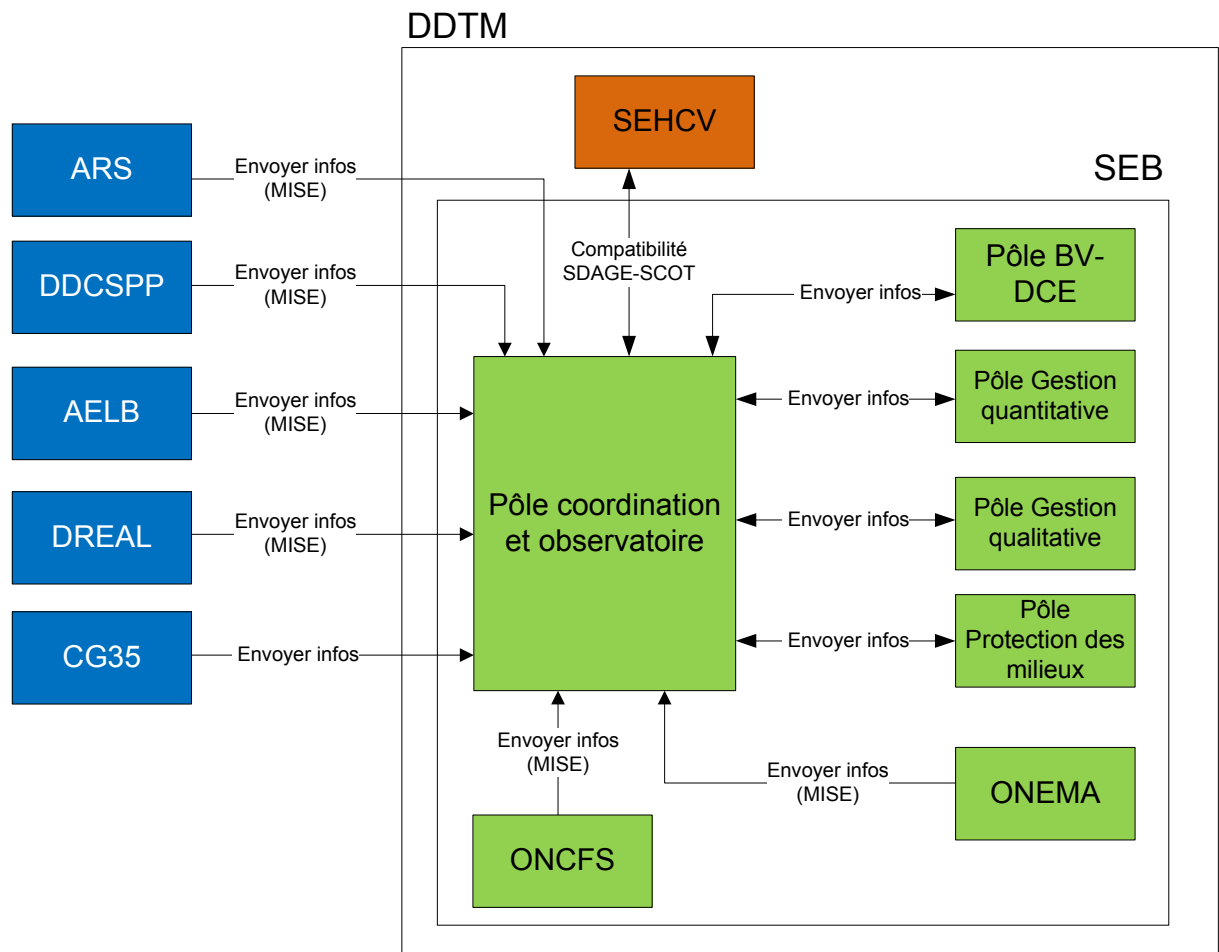 DDTM
SEHCV
SEB
ARS
Envoyer infos
(MISE)
DDCSPP
Envoyer infos
(MISE)
AELB
Envoyer infos
(MISE)
DREAL
Envoyer infos
(MISE)
CG35
Envoyer infos
Compatibilité
SDAGE-SCOT
Pôle coordination
et observatoire
Envoyer infos
Pôle BV-
DCE
Envoyer infos
Pôle Gestion
quantitative
Envoyer infos
Pôle Gestion
qualitative
Envoyer infos
Pôle
Protection des
milieux
Envoyer infos
(MISE)
ONCFS
Envoyer infos
(MISE)
ONEMA